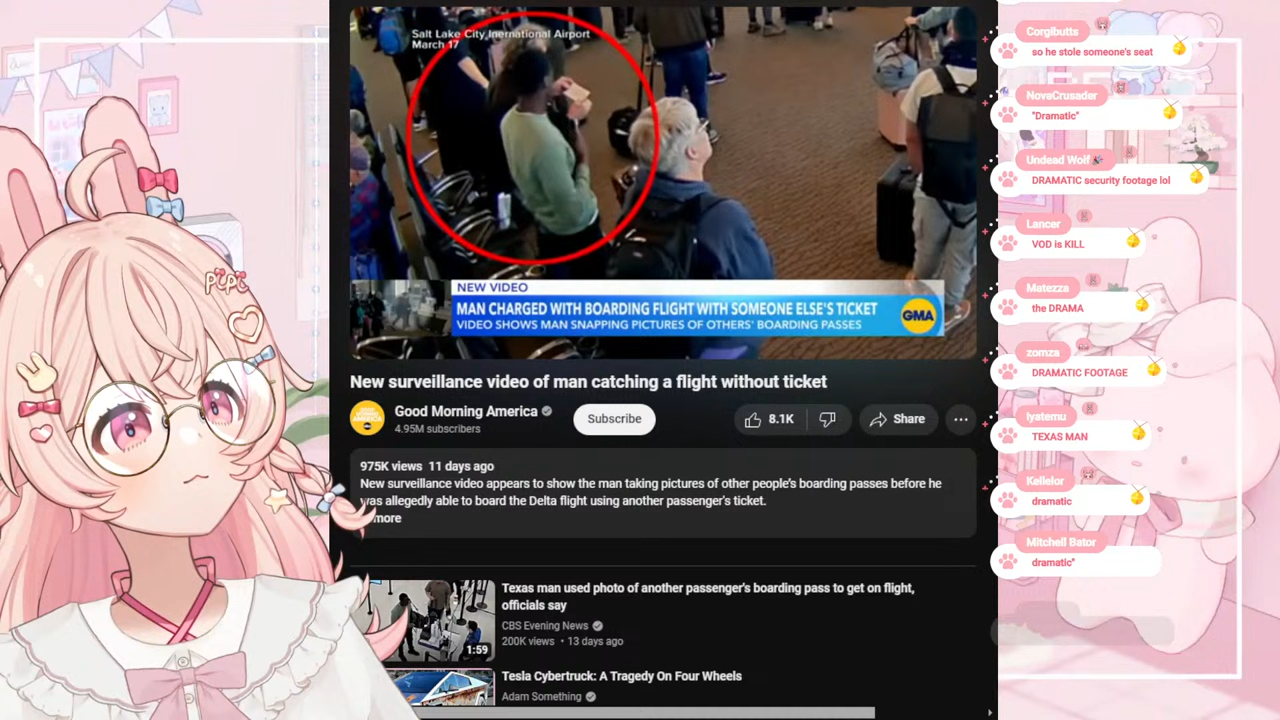 Salt Lake City Inernational Airport
March 17
NEW VIDEO
MAN CHARGED WITH BOARDING FLIGHT WITH SOMEONE ELSE'S TICKET
VIDEO SHOWS MAN SNAPPING PICTURES OF OTHERS' BOARDING PASSES
GMA
New surveillance video of man catching a flight without ticket
Good Morning America
4.95M subscribers
Subscribe
8.1K
Share
975K views 11 days ago
New surveillance video appears to show the man taking pictures of other people's boarding passes before he
was allegedly able to board the Delta flight using another passenger's ticket.
more
Texas man used photo of another passenger's boarding pass to get on flight,
officials say
CBS Evening News
200K views • 13 days ago
1:59
Tesla Cybertruck: A Tragedy On Four Wheels
Adam Something
pipi
Corgibutts
so he stole someone's seat
NoveCrusader
"Dramatic"
Undead Wolf
DRAMATIC security footage lol
Lancer
VOD is KILL
Matezza
the DRAMA
zomza
DRAMATIC FOOTAGE
Iyatemu
TEXAS MAN
Kellelor
dramatic
Mitchell Bator
dramatic"